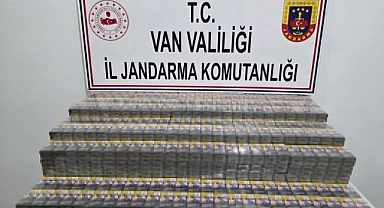 T.C.
VAN VALİLİĞİ
İL JANDARMA KOMUTANLIĞI